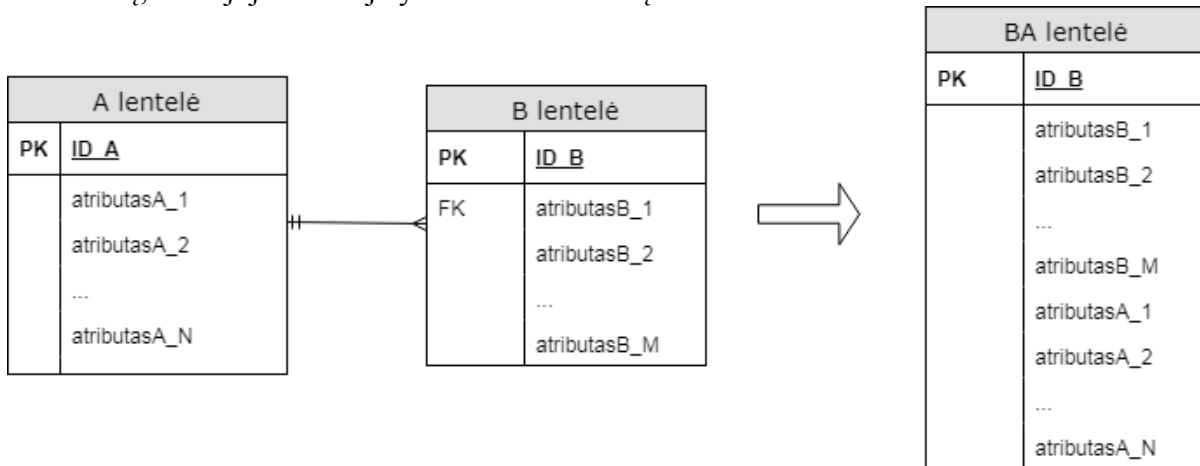 A lentelė
PK ID_A
atributasA_1
atributasA_2
...
atributasA_N
B lentelė
PK ID_B
FK atributasB_1
atributasB_2
...
atributasB_M
BA lentelė
PK ID_B
atributasB_1
atributasB_2
...
atributasB_M
atributasA_1
atributasA_2
...
atributasA_N